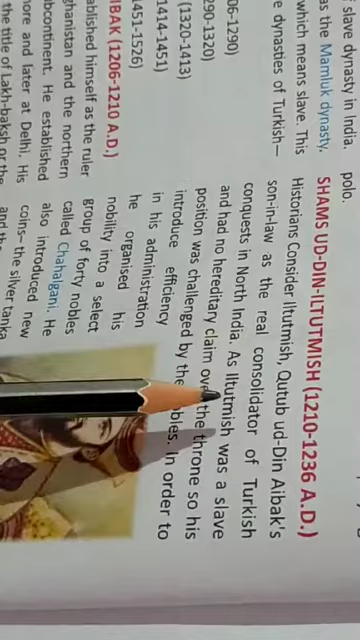 slave dynasty in India.
as the Mamluk dynasty,
which means slave. This
e dynasties of Turkish—
06-1290)
290-1320)
(1320-1413)
1414-1451)
1451-1526)
IBAK (1206-1210 A.D.)
ablished himself as the ruler
ghanistan and the northern
bcontinent. He established
ore and later at Delhi. His
the title of Lakh-baksh or the
polo.
SHAMS UD-DIN-ILTUTMISH (1210-1236 A.D.)
Historians Consider Iltutmish, Qutub ud-Din Aibak's
son-in-law as the real consolidator of Turkish
conquests in North India. As Iltutmish was a slave
and had no hereditary claim over the throne so his
position was challenged by the bles. In order to
introduce efficiency
in his administration
he organised his
nobility into a select
group of forty nobles
called Chahalgani. He
also introduced new
coins– the silver tanka
and the